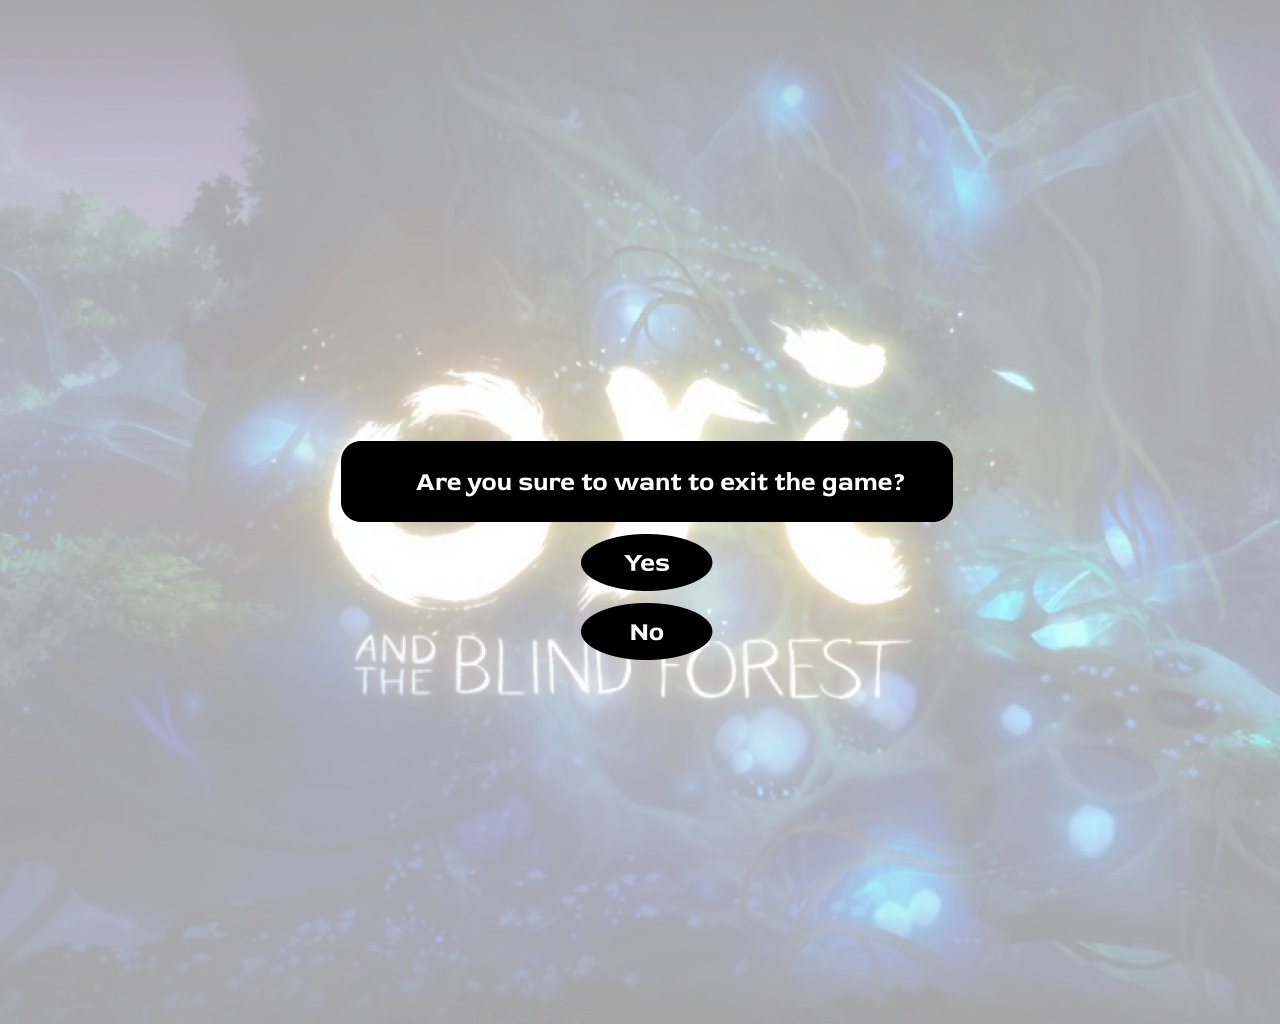 ori
Are you sure to want to exit the game?
Yes
No
AND THE BLIND FOREST